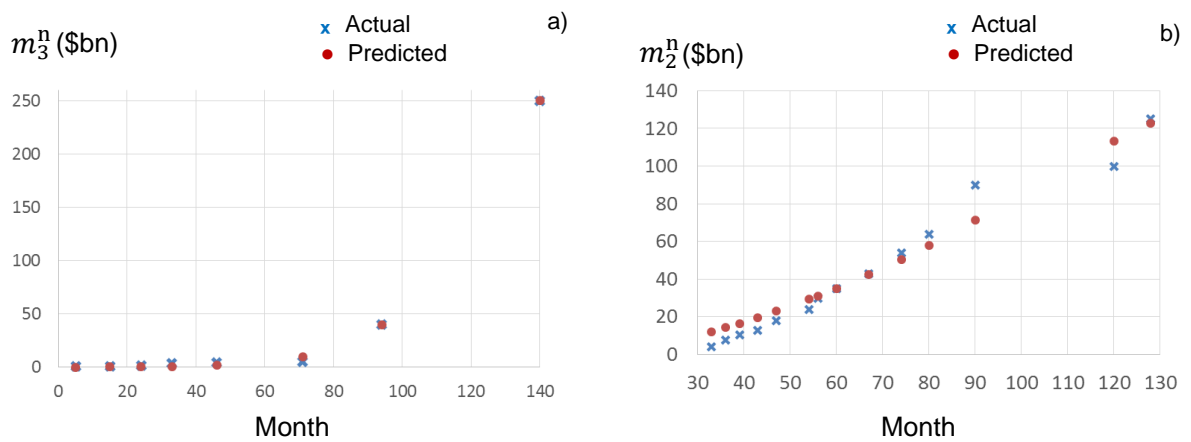 m₃ⁿ ($bn)
x Actual
● Predicted
a)
250
200
150
100
50
0
0 20 40 60 80 100 120 140
Month
m₂ⁿ ($bn)
x Actual
● Predicted
b)
140
120
100
80
60
40
20
0
30 40 50 60 70 80 90 100 110 120 130
Month